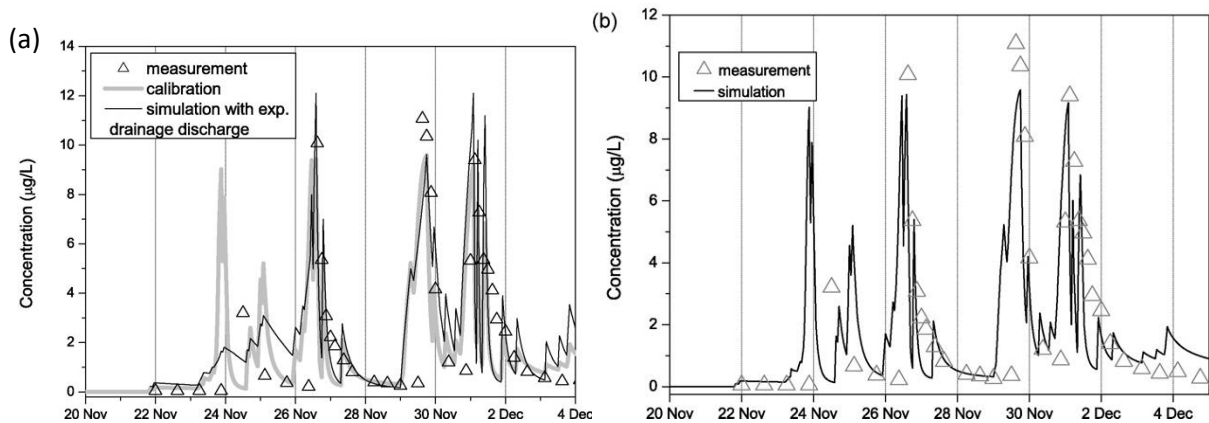 (a)
14
12
10
8
6
4
2
0
Concentration (µg/L)
measurement
calibration
simulation with exp.
drainage discharge
20 Nov 22 Nov 24 Nov 26 Nov 28 Nov 30 Nov 2 Dec 4 Dec
(b)
12
10
8
6
4
2
0
Concentration (µg/L)
measurement
simulation
20 Nov 22 Nov 24 Nov 26 Nov 28 Nov 30 Nov 2 Dec 4 Dec